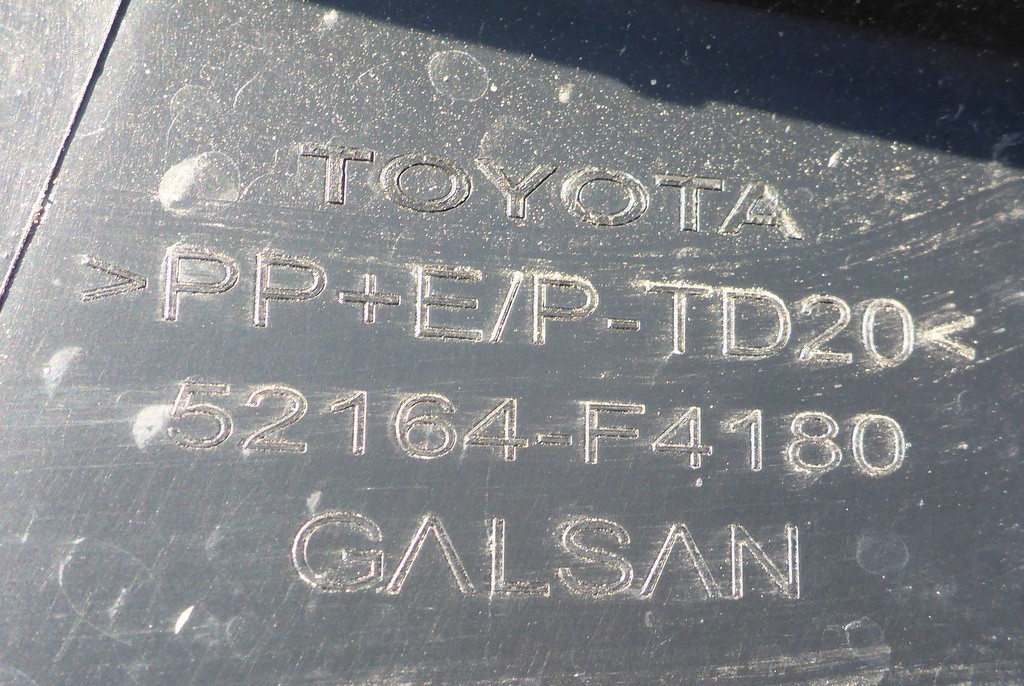 TOYOTA
>PP+E/P-TD20<
52164-F4180
GALSAN